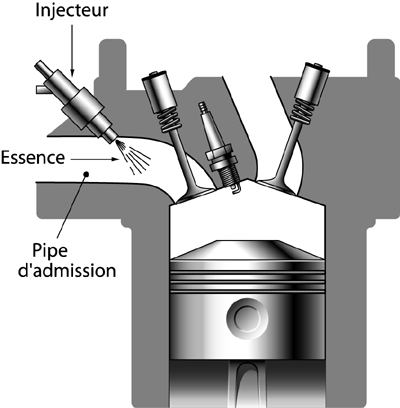 Injecteur
Essence
Pipe
d'admission